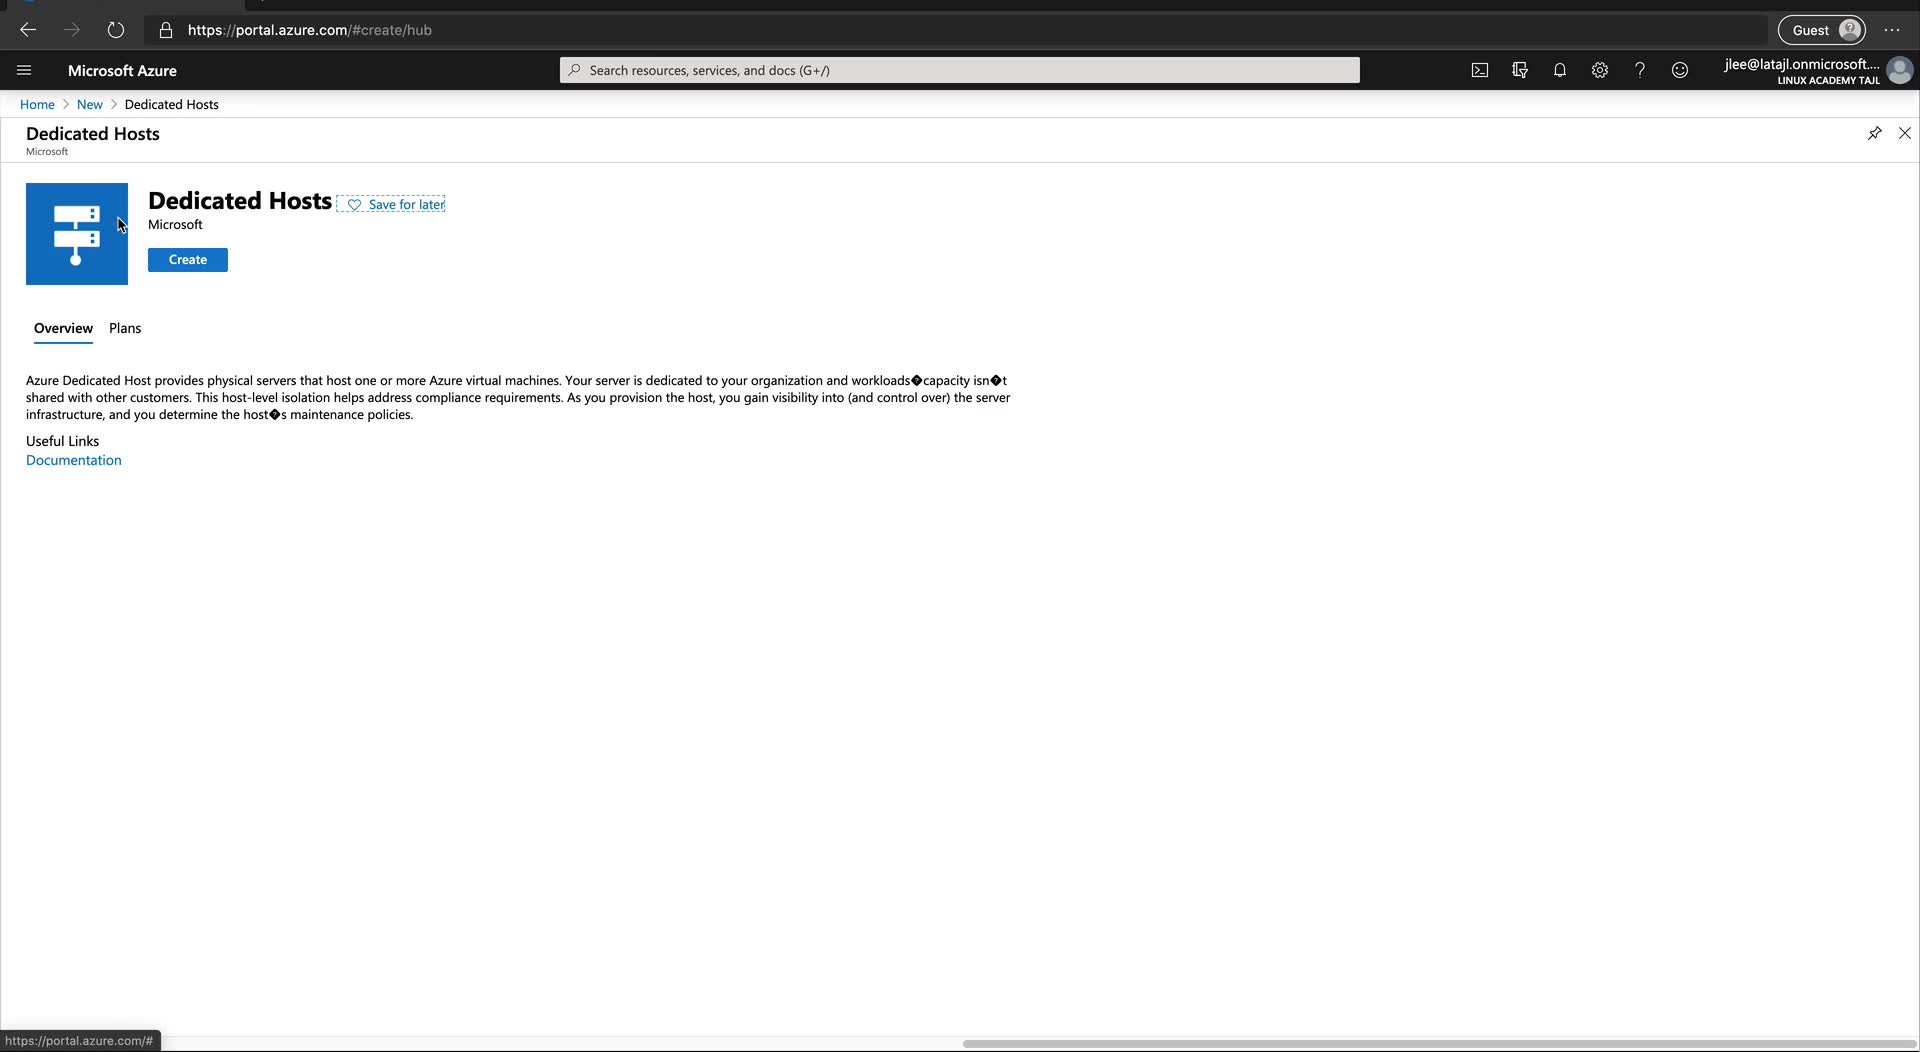 https://portal.azure.com/#create/hub
Guest
Microsoft Azure
Search resources, services, and docs (G+/)
jlee@latajl.onmicrosoft....
LINUX ACADEMY TAJL
Home > New > Dedicated Hosts
Dedicated Hosts
Microsoft
Dedicated Hosts
Save for later
Microsoft
Create
Overview Plans
Azure Dedicated Host provides physical servers that host one or more Azure virtual machines. Your server is dedicated to your organization and workloads�capacity isn�t
shared with other customers. This host-level isolation helps address compliance requirements. As you provision the host, you gain visibility into (and control over) the server
infrastructure, and you determine the host�s maintenance policies.
Useful Links
Documentation
https://portal.azure.com/#